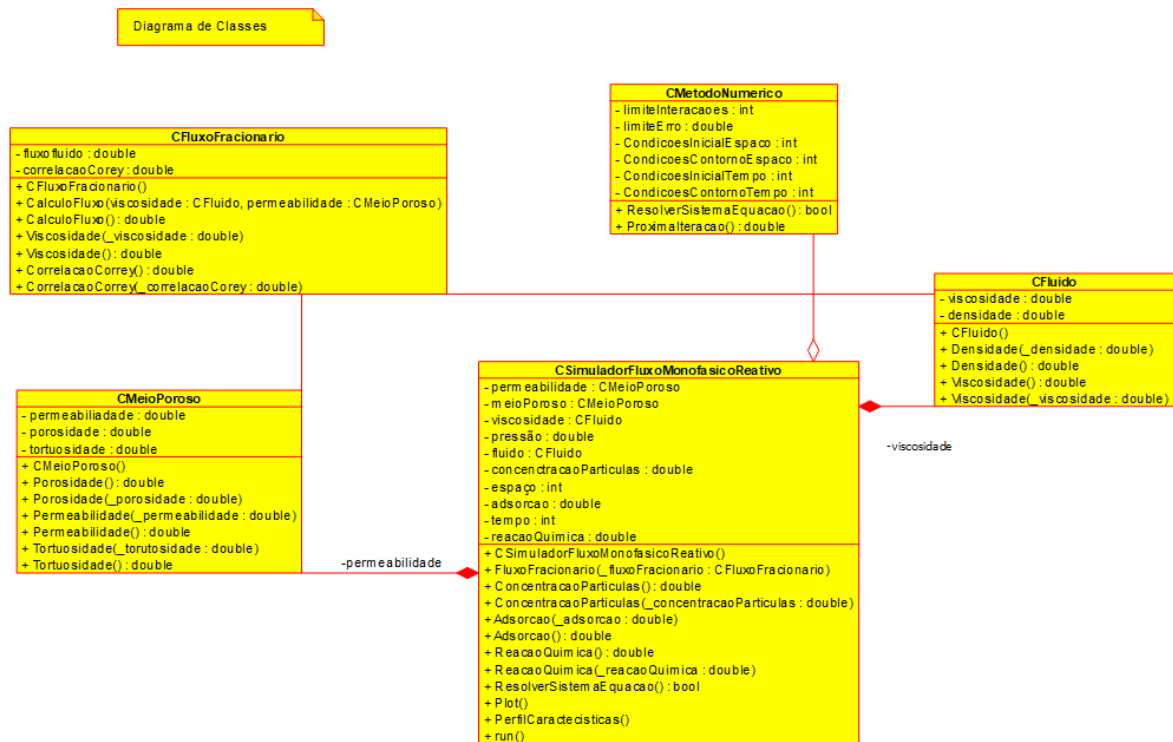 Diagrama de Classes
CMetodoNumerico
- limiteInteracaoes : int
- limiteErro : double
- CondicoesInicialEspaco : int
- CondicoesContornoEspaco : int
- CondicoesInicialTempo : int
- CondicoesContornoTempo : int
+ ResolverSistemaEquacao() : bool
+ ProximaIteracao() : double
CFluxoFracionario
- fluxofluido : double
- correlacaoCorey : double
+ CFluxoFracionario()
+ CalculoFluxo(viscosidade : CFluido, permeabilidade : CMeioPoroso)
+ CalculoFluxo() : double
+ Viscosidade(_viscosidade : double)
+ Viscosidade() : double
+ CorrelacaoCorrey() : double
+ CorrelacaoCorrey(_correlacaoCorey : double)
CFluido
- viscosidade : double
- densidade : double
+ CFluido()
+ Densidade(_densidade : double)
+ Densidade() : double
+ Viscosidade() : double
+ Viscosidade(_viscosidade : double)
CMeioPoroso
- permeabiliadade : double
- porosidade : double
- tortuosidade : double
+ CMeioPoroso()
+ Porosidade() : double
+ Porosidade(_porosidade : double)
+ Permeabilidade(_permeabilidade : double)
+ Permeabilidade() : double
+ Tortuosidade(_torutosidade : double)
+ Tortuosidade() : double
-permeabilidade
CSimuladorFluxoMonofasicoReativo
- permeabilidade : CMeioPoroso
- meioPoroso : CMeioPoroso
- viscosidade : CFluido
- pressão : double
- fluido : CFluido
- concenctracaoParticulas : double
- espaço : int
- adsorcao : double
- tempo : int
- reacaoQuimica : double
+ CSimuladorFluxoMonofasicoReativo()
+ FluxoFracionario(_fluxoFracionario : CFluxoFracionario)
+ ConcentracaoParticulas() : double
+ ConcentracaoParticulas(_concentracaoParticulas : double)
+ Adsorcao(_adsorcao : double)
+ Adsorcao() : double
+ ReacaoQuimica() : double
+ ReacaoQuimica(_reacaoQuimica : double)
+ ResolverSistemaEquacao() : bool
+ Plot()
+ PerfilCaractecisticas()
+ run()
-viscosidade